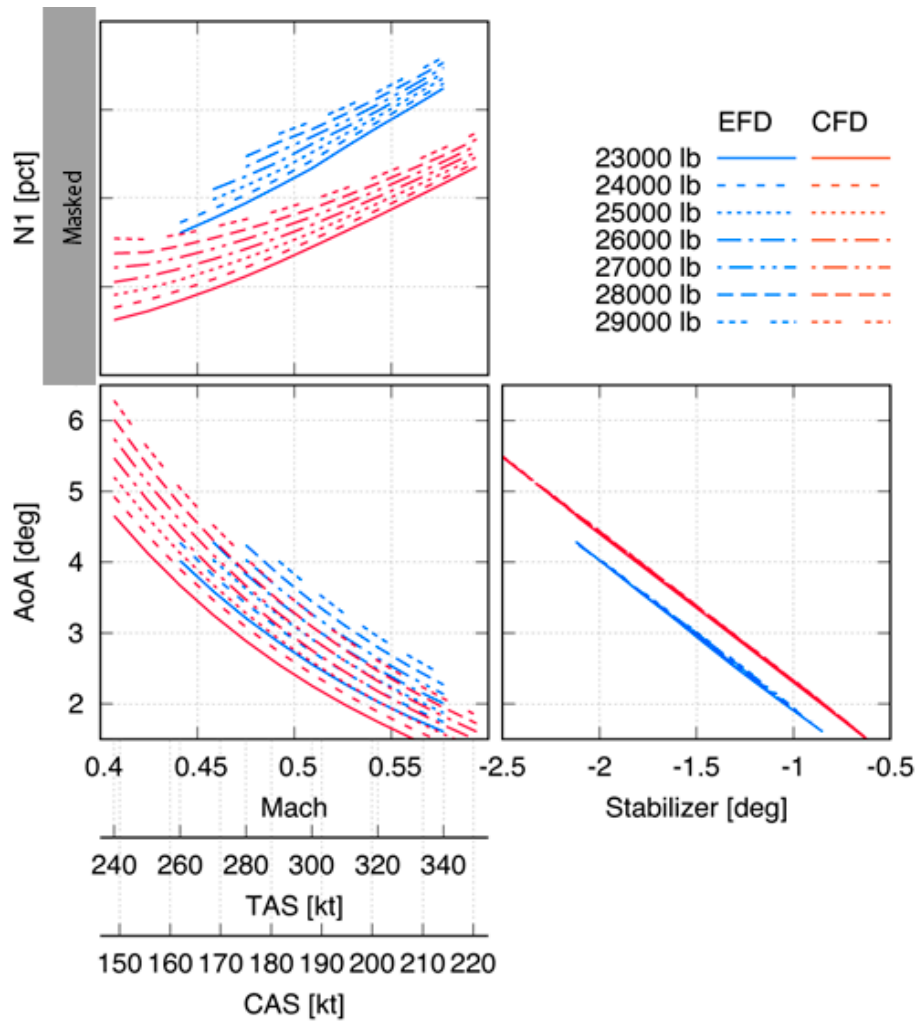 N1 [pct]
Masked
EFD CFD
23000 lb
24000 lb
25000 lb
26000 lb
27000 lb
28000 lb
29000 lb
AoA [deg]
6
5
4
3
2
0.4 0.45 0.5 0.55
Mach
-2.5 -2 -1.5 -1 -0.5
Stabilizer [deg]
240 260 280 300 320 340
TAS [kt]
150 160 170 180 190 200 210 220
CAS [kt]